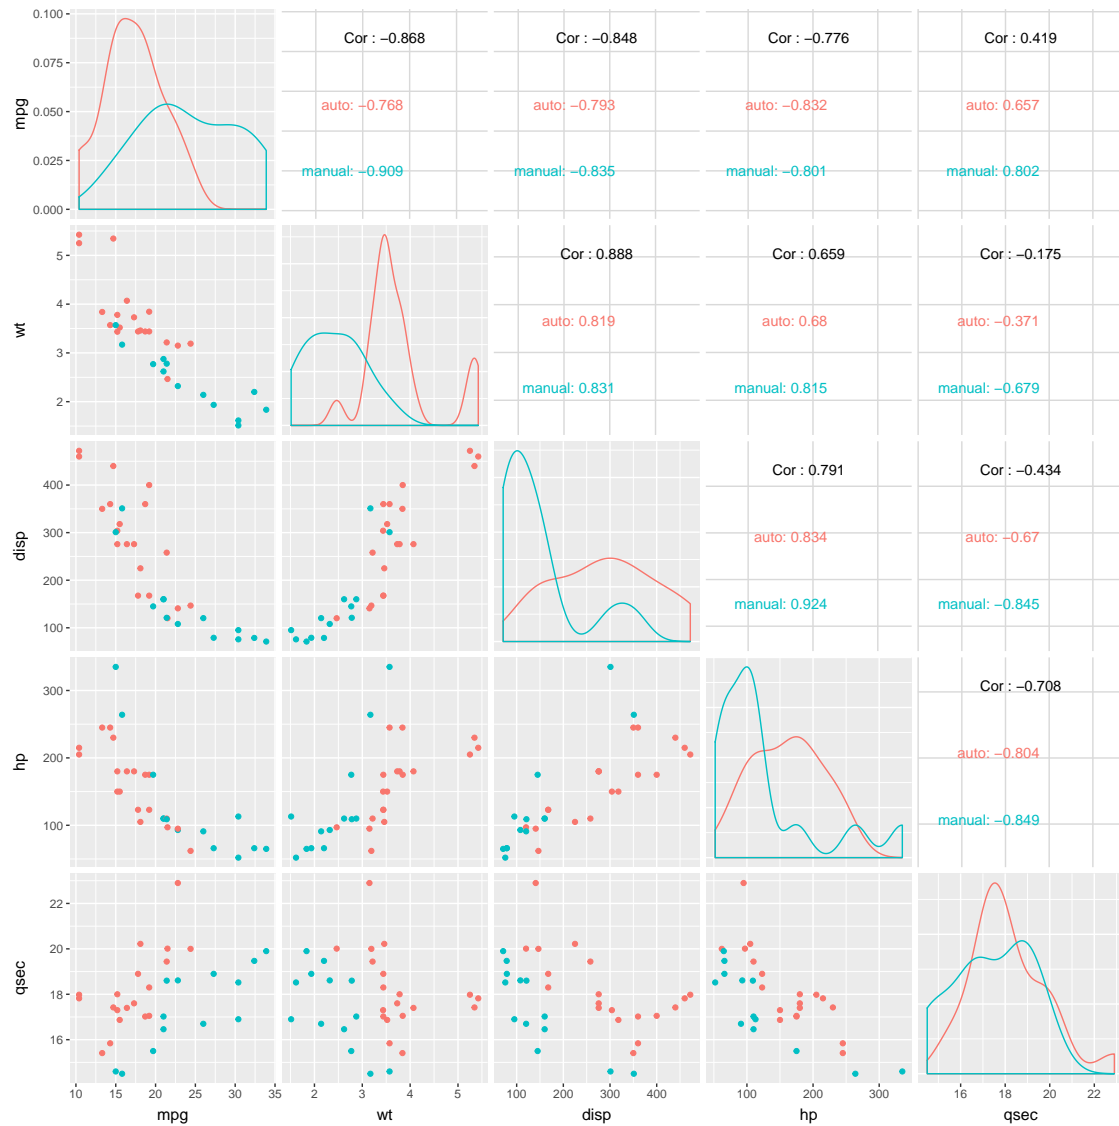 mpg
0.100
0.075
0.050
0.025
0.000
Cor : −0.868
auto: −0.768
manual: −0.909
Cor : −0.848
auto: −0.793
manual: −0.835
Cor : −0.776
auto: −0.832
manual: −0.801
Cor : 0.419
auto: 0.657
manual: 0.802
wt
5
4
3
2
Cor : 0.888
auto: 0.819
manual: 0.831
Cor : 0.659
auto: 0.68
manual: 0.815
Cor : −0.175
auto: −0.371
manual: −0.679
disp
400
300
200
100
Cor : 0.791
auto: 0.834
manual: 0.924
Cor : −0.434
auto: −0.67
manual: −0.845
hp
300
200
100
Cor : −0.708
auto: −0.804
manual: −0.849
qsec
22
20
18
16
10 15 20 25 30 35
2 3 4 5
100 200 300 400
100 200 300
14 16 18 20 22
mpg wt disp hp qsec